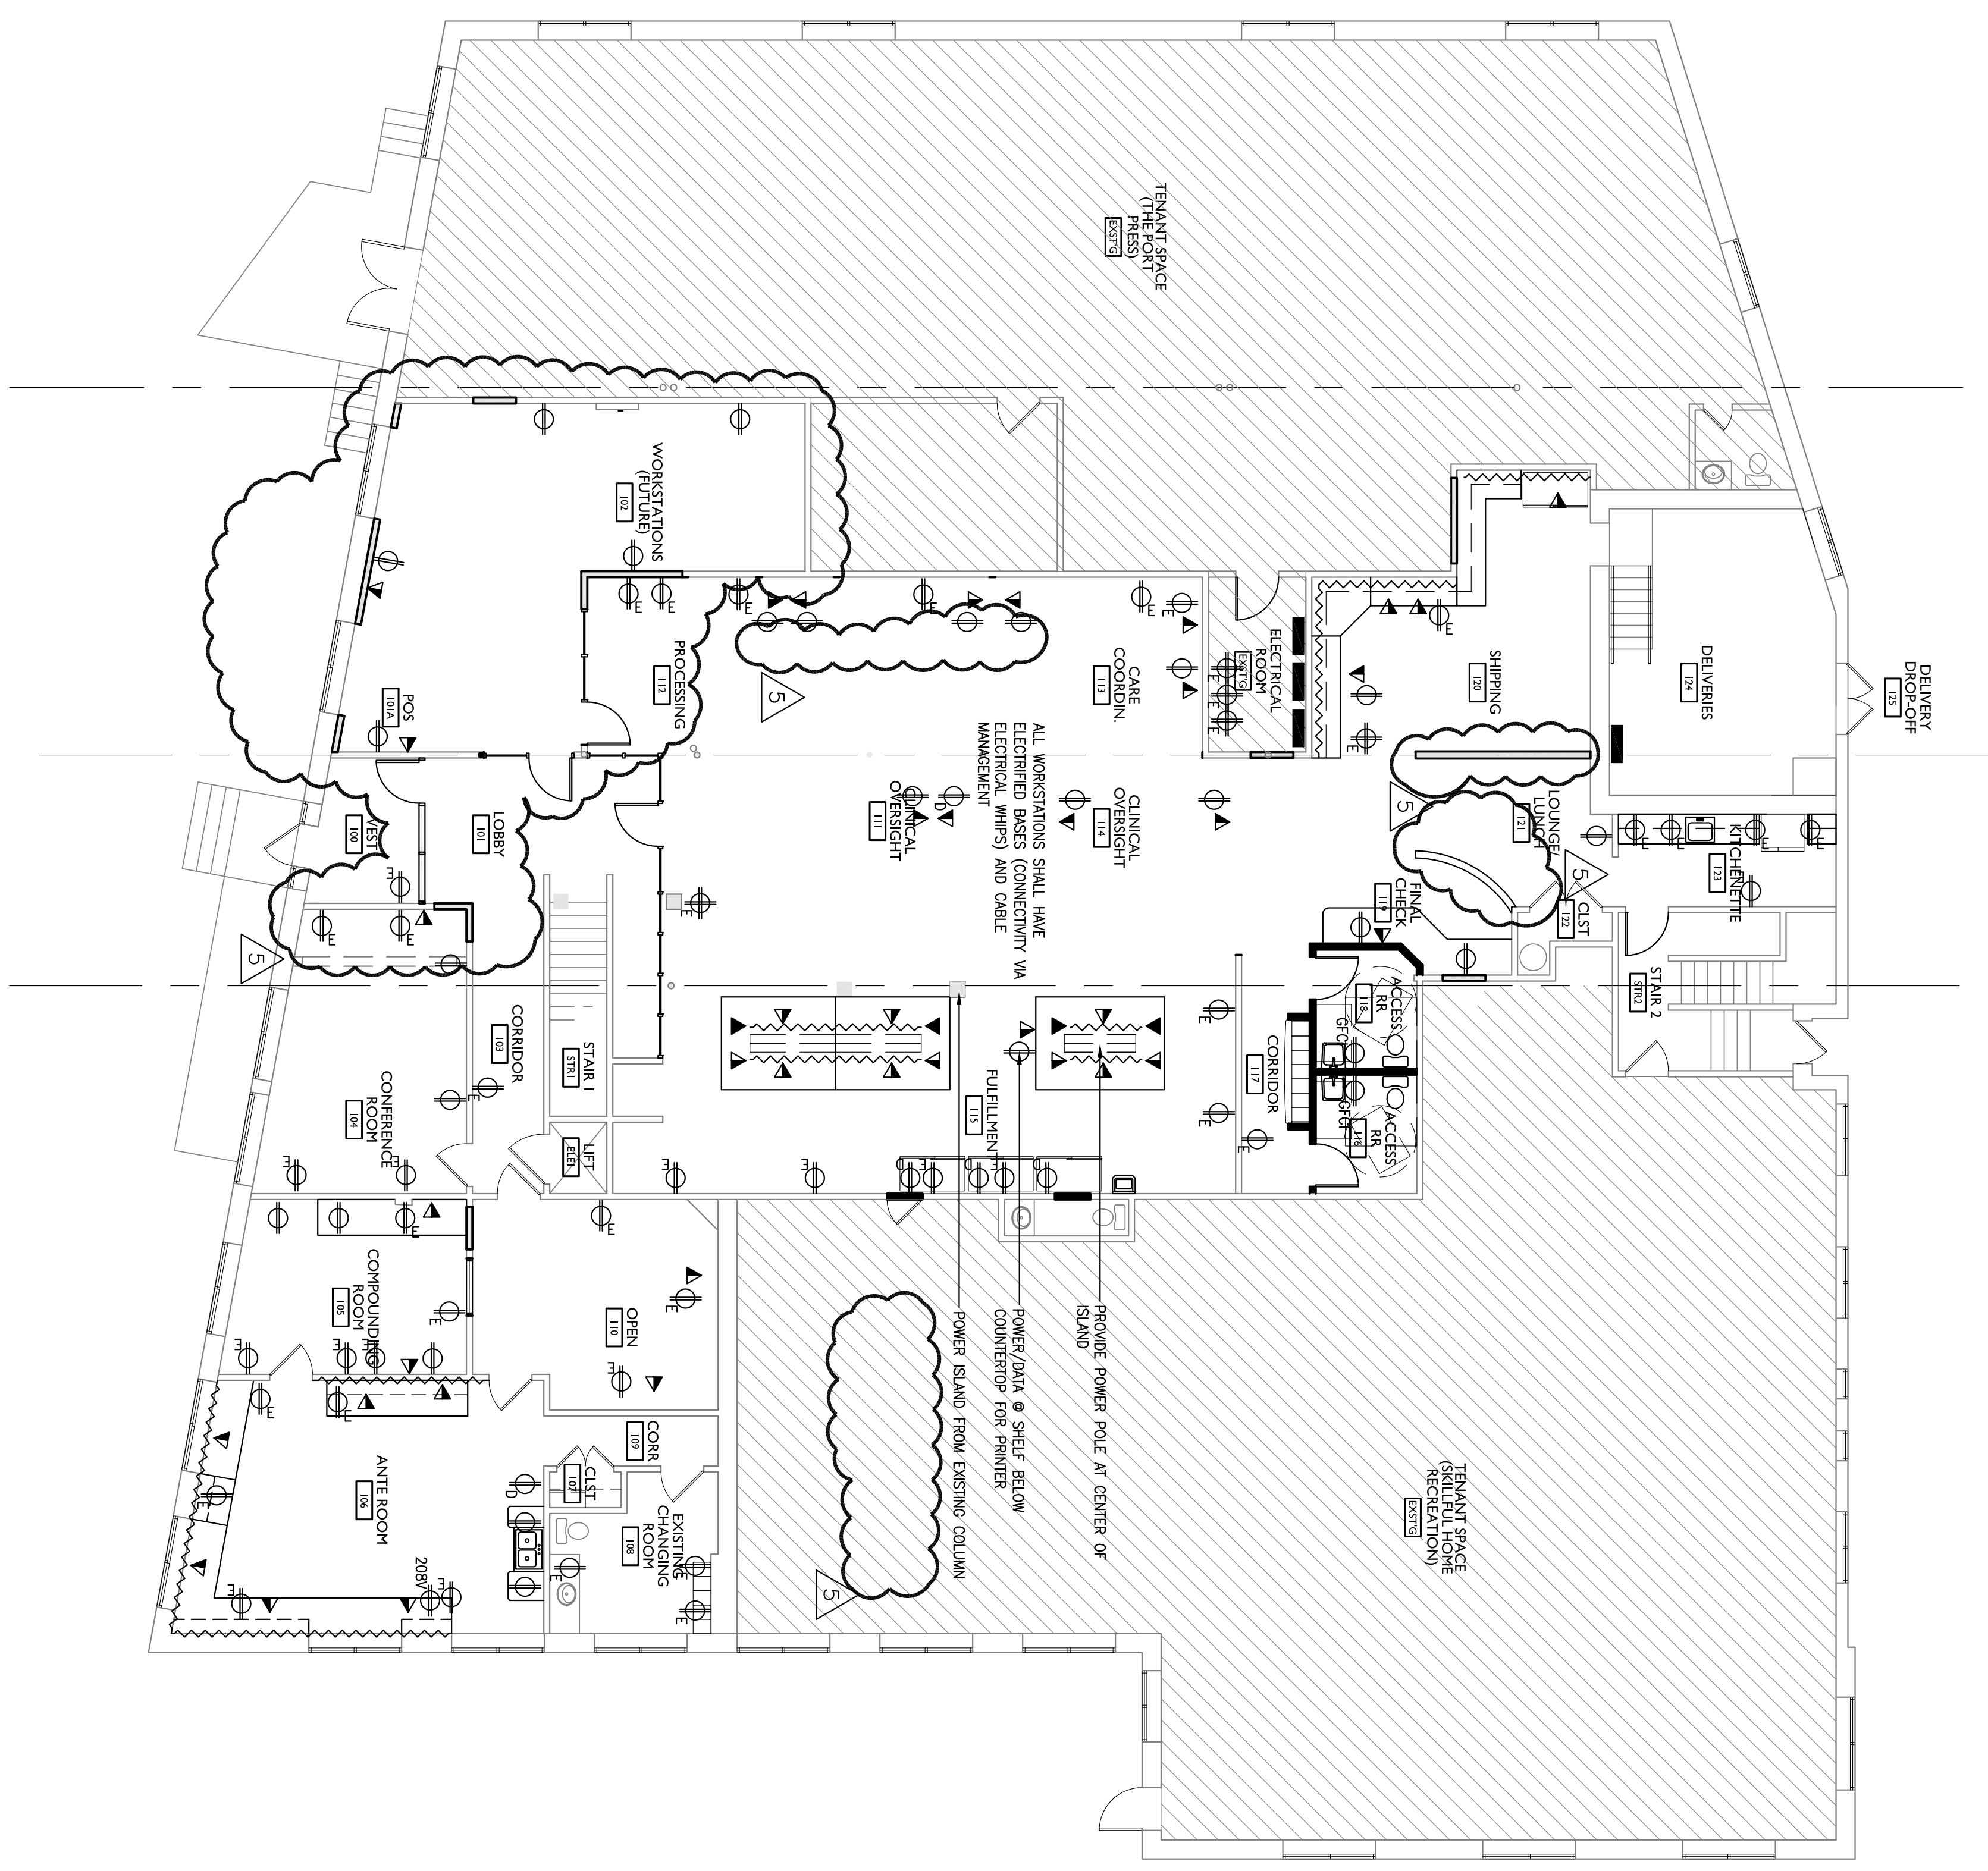 TENANT SPACE
(THE PORT
PRESS)
EXST'G
WORKSTATIONS
(FUTURE)
102
PROCESSING
112
POS
101A
LOBBY
101
VEST
100
5
5
CARE
COORDIN.
113
ELECTRICAL
ROOM
EXST'G
SHIPPING
120
DELIVERIES
124
DELIVERY
DROP-OFF
125
ALL WORKSTATIONS SHALL HAVE
ELECTRIFIED BASES (CONNECTIVITY VIA
ELECTRICAL WHIPS) AND CABLE
MANAGEMENT
CLINICAL
OVERSIGHT
111
CLINICAL
OVERSIGHT
114
5
LOUNGE/
LUNCH
121
5
KITCHENETTE
123
FINAL
CHECK
119
CLST
122
STAIR 2
STR2
ACCESS
RR
118
GFCI
GFCI
ACCESS
RR
116
CORRIDOR
117
FULFILLMENT
115
CORRIDOR
103
STAIR 1
STR1
LIFT
ELE1
CONFERENCE
ROOM
104
COMPOUNDING
ROOM
105
OPEN
110
CORR
109
CLST
107
EXISTING
CHANGING
ROOM
108
ANTE ROOM
106
208V
5
PROVIDE POWER POLE AT CENTER OF
ISLAND
POWER/DATA @ SHELF BELOW
COUNTERTOP FOR PRINTER
POWER ISLAND FROM EXISTING COLUMN
TENANT SPACE
(SKILLFUL HOME
RECREATION)
EXST'G